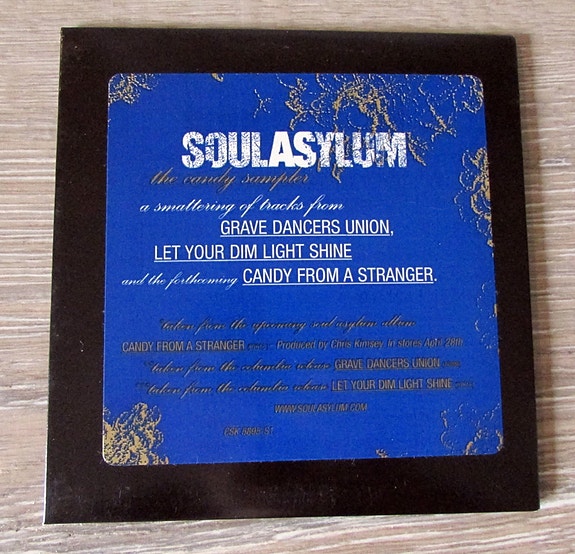 SOUL ASYLUM
the candy sampler
a smattering of tracks from
GRAVE DANCERS UNION,
LET YOUR DIM LIGHT SHINE
and the forthcoming CANDY FROM A STRANGER.
*taken from the upcoming soul asylum album
CANDY FROM A STRANGER – Produced by Chris Kimsey. In stores April 28th.
**taken from the columbia release GRAVE DANCERS UNION
***taken from the columbia release LET YOUR DIM LIGHT SHINE
WWW.SOULASYLUM.COM